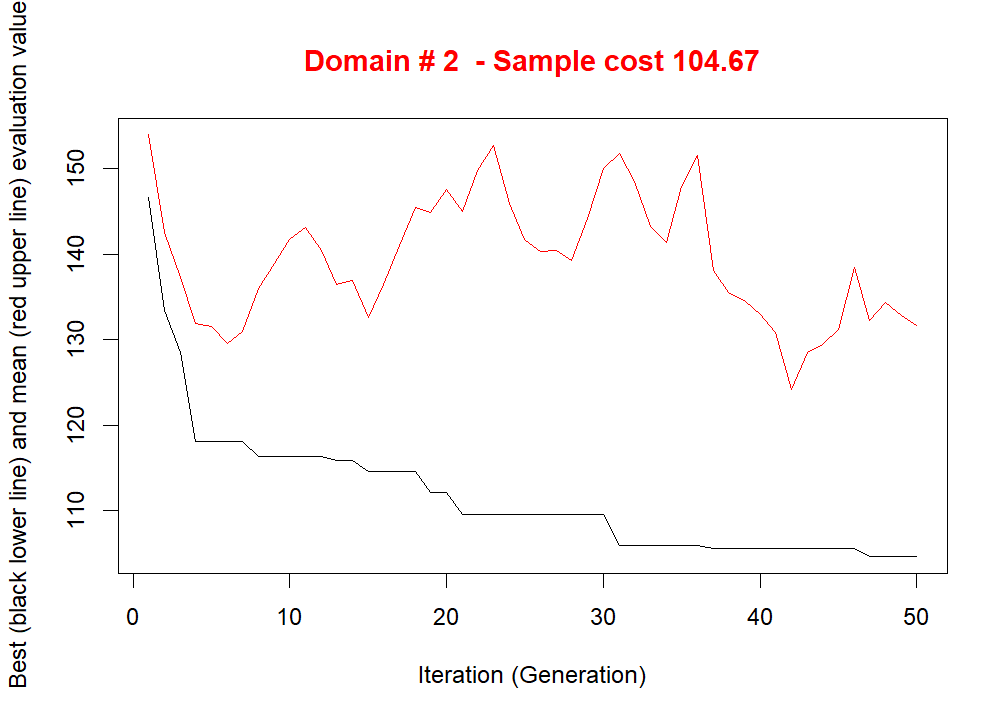 Domain # 2  - Sample cost 104.67
Best (black lower line) and mean (red upper line) evaluation value
150
140
130
120
110
0 10 20 30 40 50
Iteration (Generation)